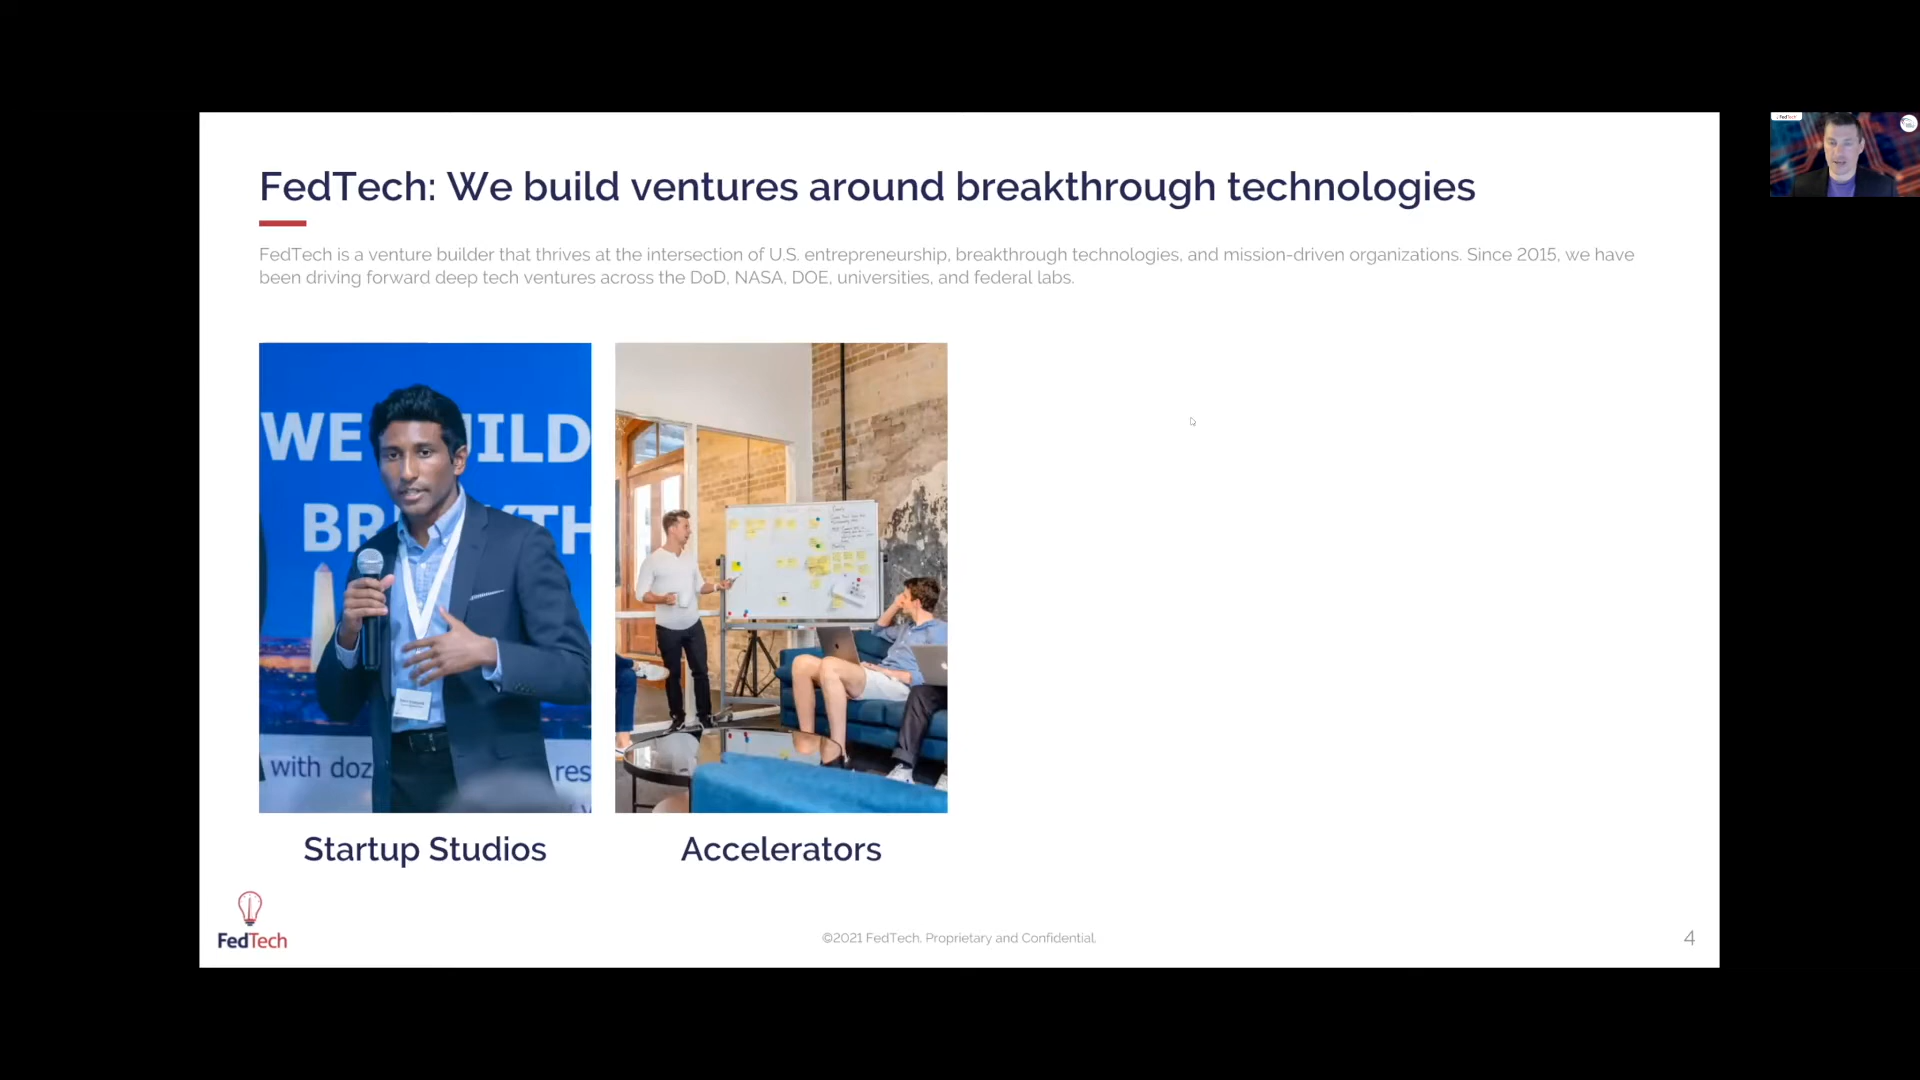 FedTech: We build ventures around breakthrough technologies
FedTech is a venture builder that thrives at the intersection of U.S. entrepreneurship, breakthrough technologies, and mission-driven organizations. Since 2015, we have
been driving forward deep tech ventures across the DoD, NASA, DOE, universities, and federal labs.
WE ILD
BR KTH
with doz res
Startup Studios
Accelerators
FedTech
©2021 FedTech. Proprietary and Confidential.
4
FedTech